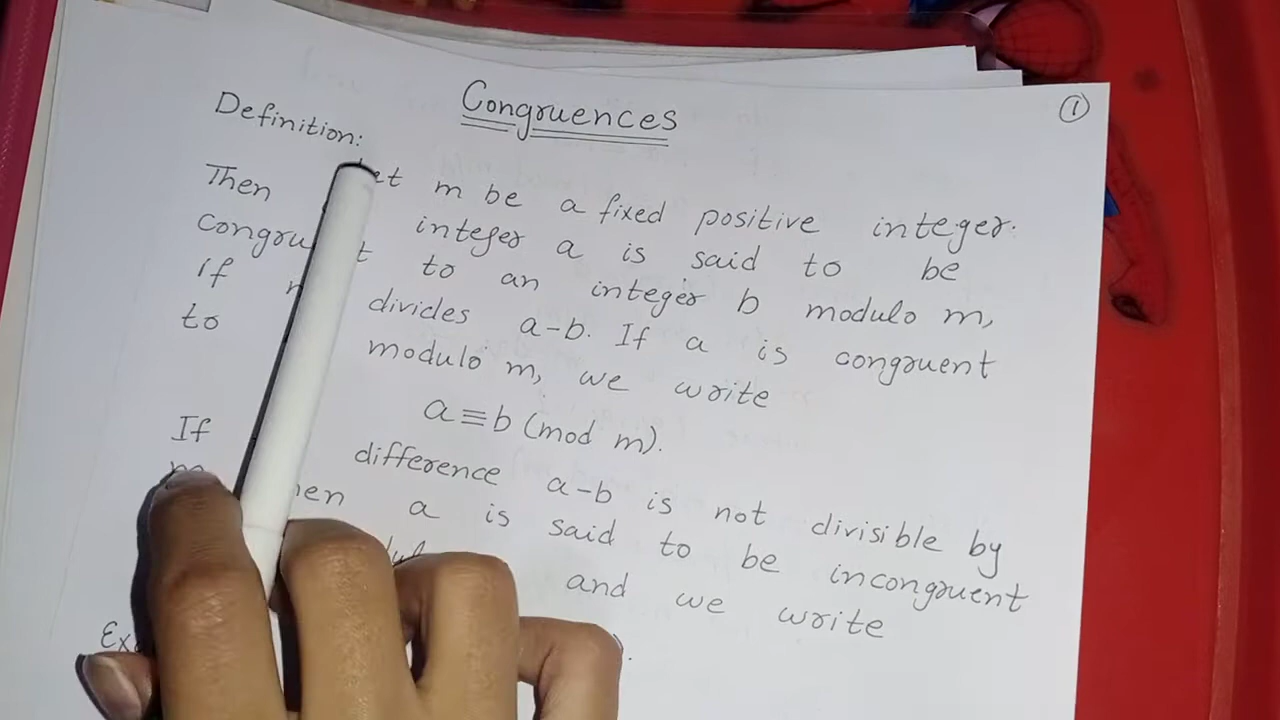 Congruences
1
Definition:
m be a fixed positive integer.
Then integer a is said to be
to an integer b modulo m,
if divides a-b. If a is congruent
to modulo m, we write
a≡b (mod m).
If difference a-b is not divisible by
m a is said to be incongruent
and we write